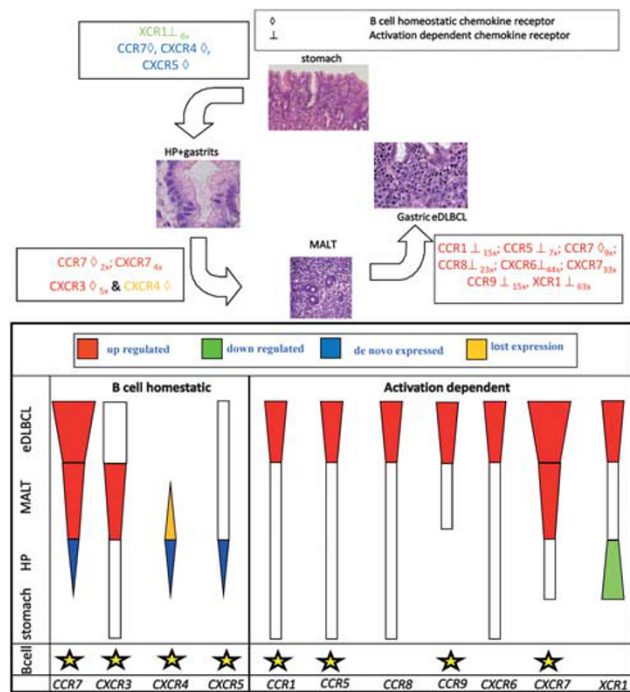 XCR1⊥ 8x
CCR7◊, CXCR4 ◊,
CXCR5 ◊
◊ B cell homeostatic chemokine receptor
⊥ Activation dependent chemokine receptor
stomach
HP+gastrits
Gastric eDLBCL
MALT
CCR7 ◊ 2x; CXCR7 4x
CXCR3 ◊ 5x & CXCR4 ◊
CCR1 ⊥ 15x; CCR5 ⊥ 7x; CCR7 ◊ 9x;
CCR8⊥ 23x; CXCR6⊥ 44x; CXCR7 33x
CCR9 ⊥ 15x, XCR1 ⊥ 63x
up regulated down regulated de novo expressed lost expression
B cell homestatic Activation dependent
eDLBCL
MALT
HP
stomach
Bcell
CCR7 CXCR3 CXCR4 CXCR5 CCR1 CCR5 CCR8 CCR9 CXCR6 CXCR7 XCR1